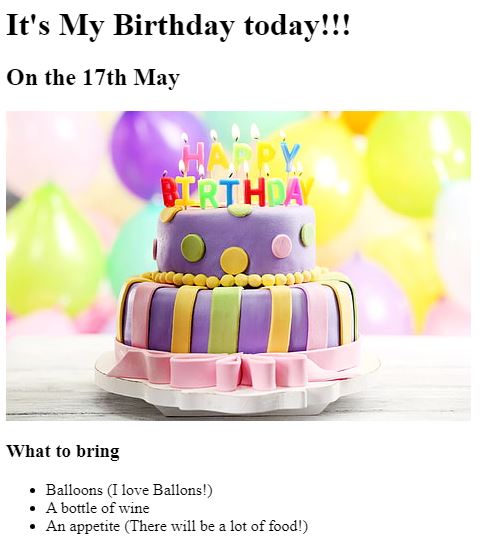 It's My Birthday today!!!
On the 17th May
HAPPY
BIRTHDAY
What to bring
Balloons (I love Ballons!)
A bottle of wine
An appetite (There will be a lot of food!)